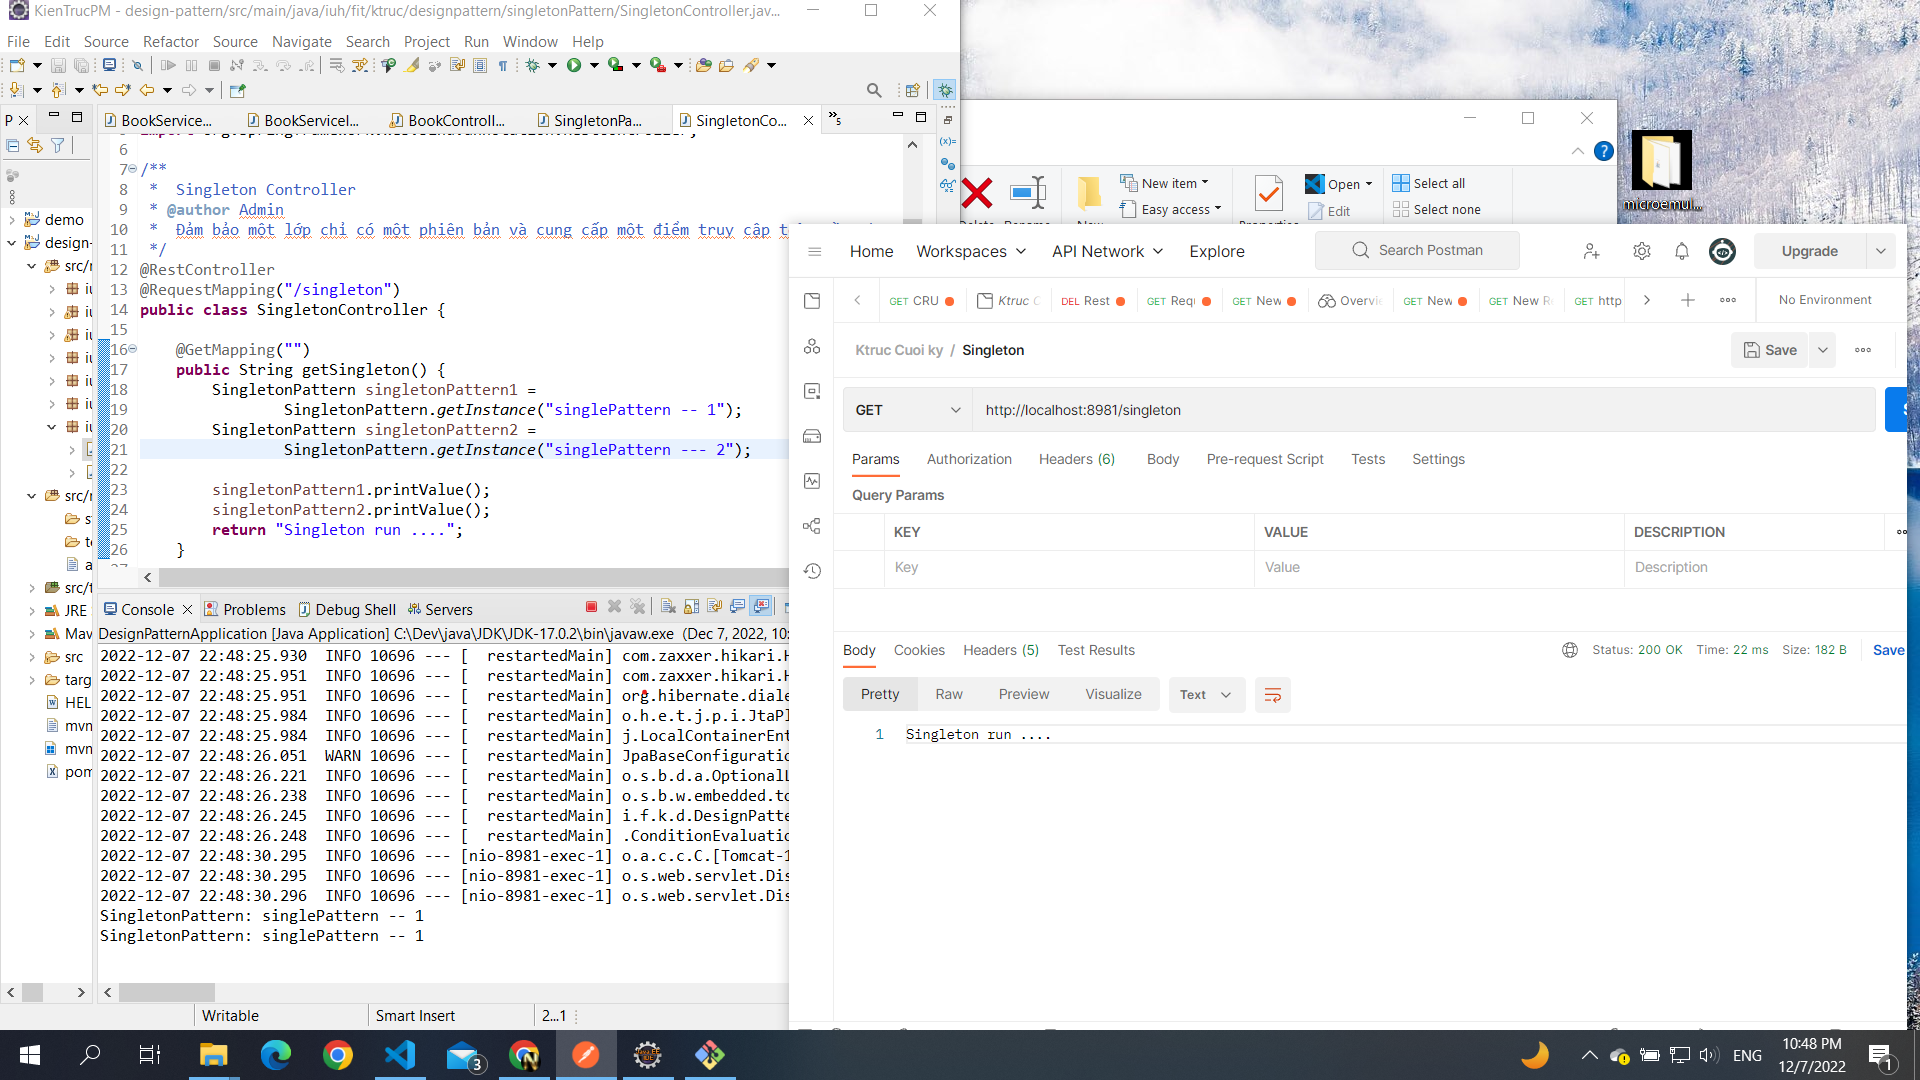 KienTrucPM - design-pattern/src/main/java/iuh/fit/ktruc/designpattern/singletonPattern/SingletonController.jav...
File Edit Source Refactor Source Navigate Search Project Run Window Help
P
BookService...
BookServiceI...
BookControll...
SingletonPa...
SingletonCo...
5
6
7 /**
8 * Singleton Controller
9 * @author Admin
10 * Đảm bảo một lớp chỉ có một phiên bản và cung cấp một điểm truy cập t
11 */
12 @RestController
13 @RequestMapping("/singleton")
14 public class SingletonController {
15
16 @GetMapping("")
17 public String getSingleton() {
18 SingletonPattern singletonPattern1 =
19 SingletonPattern.getInstance("singlePattern -- 1");
20 SingletonPattern singletonPattern2 =
21 SingletonPattern.getInstance("singlePattern --- 2");
22
23 singletonPattern1.printValue();
24 singletonPattern2.printValue();
25 return "Singleton run ....";
26 }
demo
design-
src/r
iu
iu
iu
iu
iu
iu
iu
src/r
s
te
a
src/t
JRE
Mav
src
targ
HEL
mvn
mvn
pom
Console Problems Debug Shell Servers
DesignPatternApplication [Java Application] C:\Dev\java\JDK\JDK-17.0.2\bin\javaw.exe (Dec 7, 2022, 10:
2022-12-07 22:48:25.930 INFO 10696 --- [ restartedMain] com.zaxxer.hikari.H
2022-12-07 22:48:25.951 INFO 10696 --- [ restartedMain] com.zaxxer.hikari.H
2022-12-07 22:48:25.951 INFO 10696 --- [ restartedMain] org.hibernate.diale
2022-12-07 22:48:25.984 INFO 10696 --- [ restartedMain] o.h.e.t.j.p.i.JtaPl
2022-12-07 22:48:25.984 INFO 10696 --- [ restartedMain] j.LocalContainerEnt
2022-12-07 22:48:26.051 WARN 10696 --- [ restartedMain] JpaBaseConfiguratio
2022-12-07 22:48:26.221 INFO 10696 --- [ restartedMain] o.s.b.d.a.OptionalL
2022-12-07 22:48:26.238 INFO 10696 --- [ restartedMain] o.s.b.w.embedded.to
2022-12-07 22:48:26.245 INFO 10696 --- [ restartedMain] i.f.k.d.DesignPatte
2022-12-07 22:48:26.248 INFO 10696 --- [ restartedMain] .ConditionEvaluatio
2022-12-07 22:48:30.295 INFO 10696 --- [nio-8981-exec-1] o.a.c.c.C.[Tomcat-1
2022-12-07 22:48:30.295 INFO 10696 --- [nio-8981-exec-1] o.s.web.servlet.Dis
2022-12-07 22:48:30.296 INFO 10696 --- [nio-8981-exec-1] o.s.web.servlet.Dis
SingletonPattern: singlePattern -- 1
SingletonPattern: singlePattern -- 1
Writable
Smart Insert
2...1
New item
Easy access
Open
Edit
Select all
Select none
microemul...
Home Workspaces API Network Explore
Search Postman
Upgrade
GET CRU
Ktruc C
DEL Rest
GET Requ
GET New
Overvie
GET New
GET New R
GET http
No Environment
Ktruc Cuoi ky / Singleton
Save
GET
http://localhost:8981/singleton
S
Params Authorization Headers (6) Body Pre-request Script Tests Settings
Query Params
KEY VALUE DESCRIPTION
Key Value Description
Body Cookies Headers (5) Test Results
Status: 200 OK Time: 22 ms Size: 182 B Save
Pretty Raw Preview Visualize Text
1 Singleton run ....
3
ENG
10:48 PM
12/7/2022
1